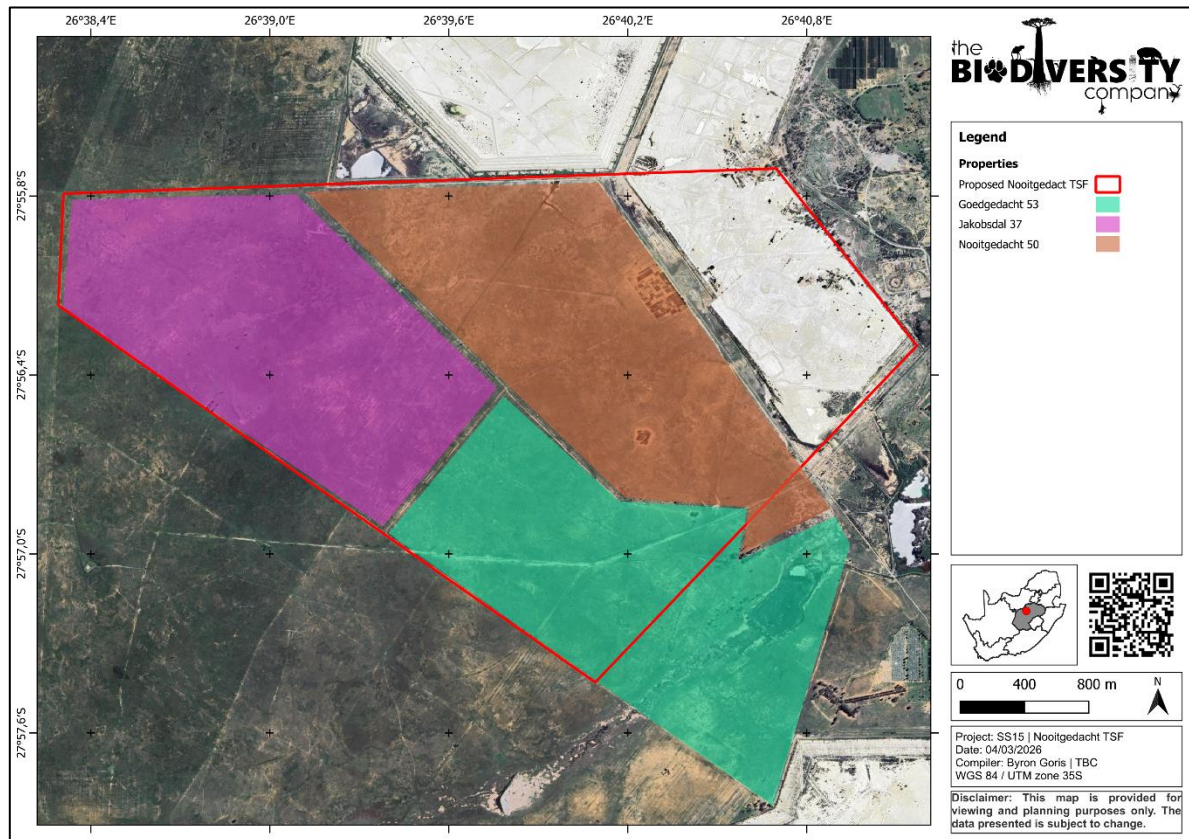 26°38,4'E 26°39,0'E 26°39,6'E 26°40,2'E 26°40,8'E
27°55,8'S
27°56,4'S
27°57,0'S
27°57,6'S
the
BIODIVERSITY
company
Legend
Properties
Proposed Nooitgedact TSF
Goedgedacht 53
Jakobsdal 37
Nooitgedacht 50
0 400 800 m
N
Project: SS15 | Nooitgedacht TSF
Date: 04/03/2026
Compiler: Byron Goris | TBC
WGS 84 / UTM zone 35S
Disclaimer: This map is provided for
viewing and planning purposes only. The
data presented is subject to change.